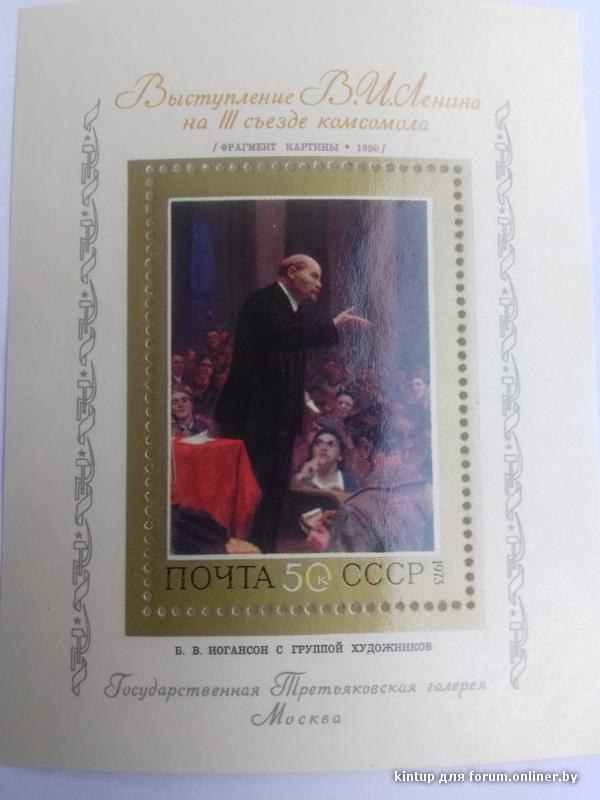 Выступление В.И.Ленина
на III съезде комсомола
/ФРАГМЕНТ КАРТИНЫ • 1950/
ПОЧТА 50К СССР
1973
Б. В. ИОГАНСОН С ГРУППОЙ ХУДОЖНИКОВ
Государственная Третьяковская галерея
Москва
kintup для forum.onliner.by